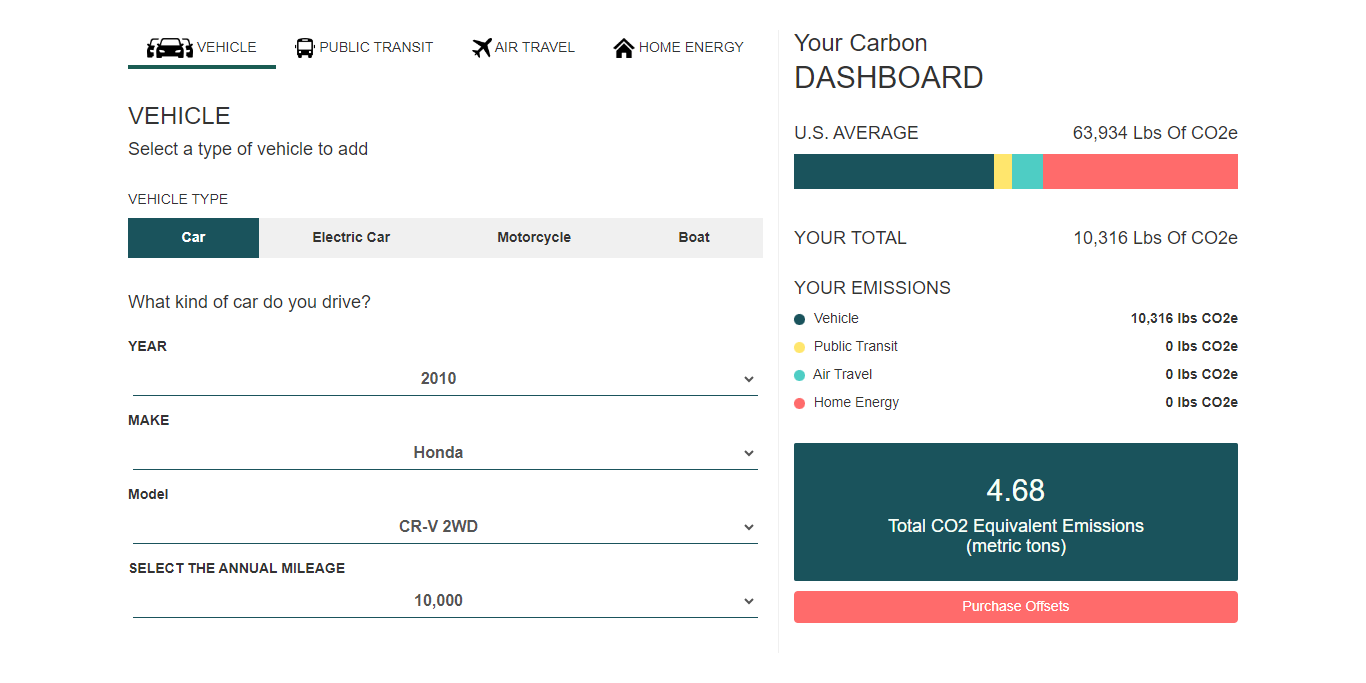 VEHICLE PUBLIC TRANSIT AIR TRAVEL HOME ENERGY
VEHICLE
Select a type of vehicle to add
VEHICLE TYPE
Car Electric Car Motorcycle Boat
What kind of car do you drive?
YEAR
2010
MAKE
Honda
Model
CR-V 2WD
SELECT THE ANNUAL MILEAGE
10,000
Your Carbon
DASHBOARD
U.S. AVERAGE 63,934 Lbs Of CO2e
YOUR TOTAL 10,316 Lbs Of CO2e
YOUR EMISSIONS
Vehicle 10,316 lbs CO2e
Public Transit 0 lbs CO2e
Air Travel 0 lbs CO2e
Home Energy 0 lbs CO2e
4.68
Total CO2 Equivalent Emissions
(metric tons)
Purchase Offsets